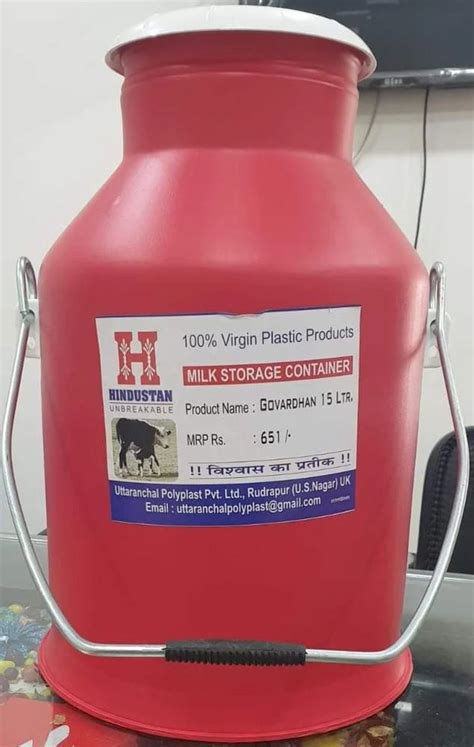 100% Virgin Plastic Products
H
HINDUSTAN
UNBREAKABLE
MILK STORAGE CONTAINER
Product Name : GOVARDHAN 15 LTR.
MRP Rs. : 651/-
!! विश्वास का प्रतीक !!
Uttaranchal Polyplast Pvt. Ltd., Rudrapur (U.S.Nagar) UK
Email : uttaranchalpolyplast@gmail.com